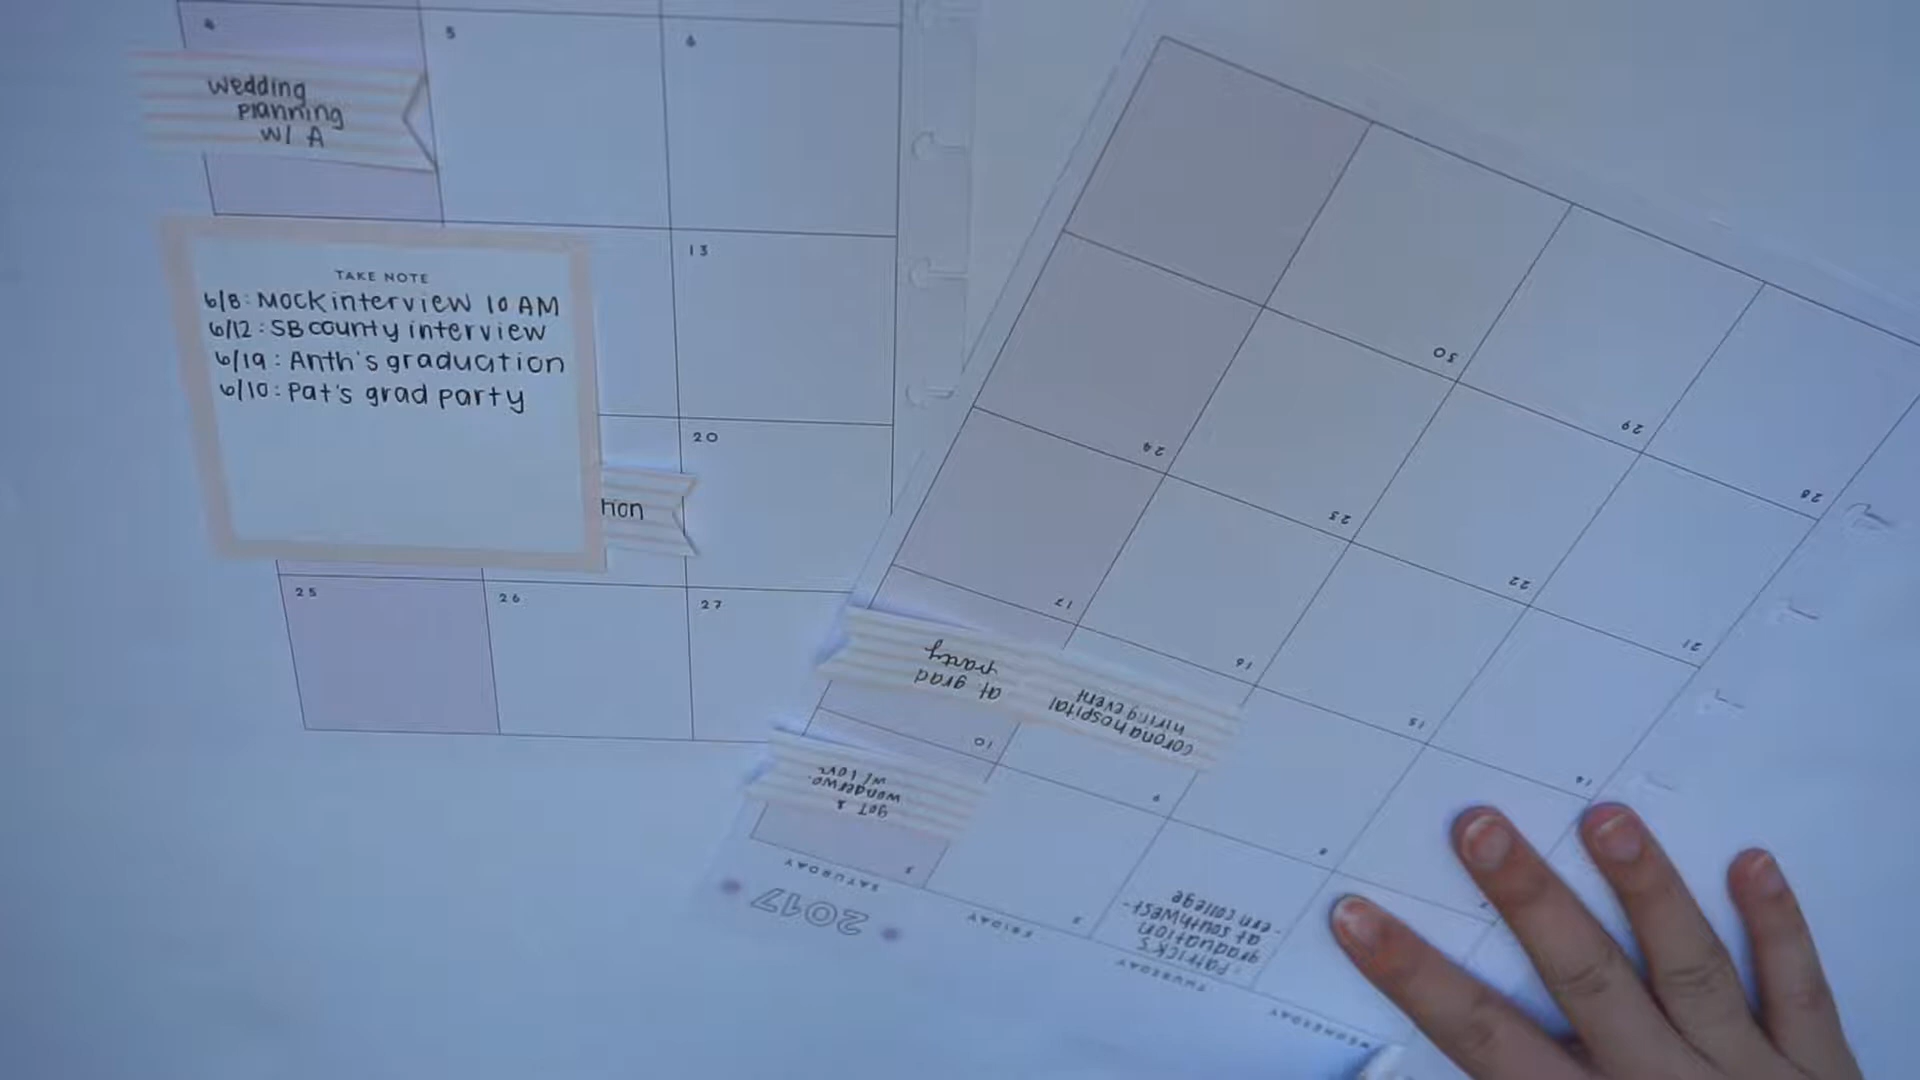 4
5
6
wedding
planning
w/ A
TAKE NOTE
6/8: Mock interview 10 AM
6/12: SB county interview
6/19: Anth's graduation
6/10: Pat's grad party
13
20
tion
25
26
27
2017
SATURDAY
FRIDAY
THURSDAY
WEDNESDAY
3
2
Patrick's
graduation
at southwest-
ern college
got 2
wonderwo-
w/
10
9
8
at grad
party
corona hospital
hiring event
17
16
15
14
24
23
22
21
30
29
28